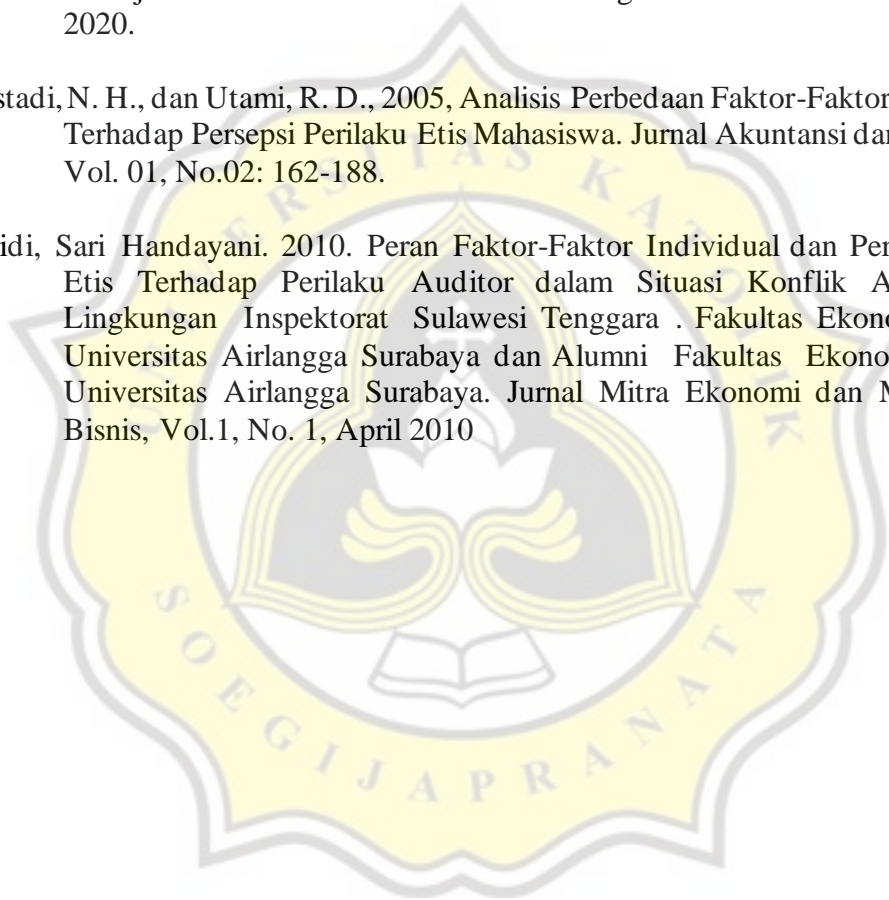 2020.
stadi, N. H., dan Utami, R. D., 2005, Analisis Perbedaan Faktor-Faktor
Terhadap Persepsi Perilaku Etis Mahasiswa. Jurnal Akuntansi dan
Vol. 01, No.02: 162-188.
idi, Sari Handayani. 2010. Peran Faktor-Faktor Individual dan Per
Etis Terhadap Perilaku Auditor dalam Situasi Konflik A
Lingkungan Inspektorat Sulawesi Tenggara . Fakultas Ekono
Universitas Airlangga Surabaya dan Alumni Fakultas Ekono
Universitas Airlangga Surabaya. Jurnal Mitra Ekonomi dan M
Bisnis, Vol.1, No. 1, April 2010
UNIVERSITAS KATOLIK
SOEGIJAPRANATA